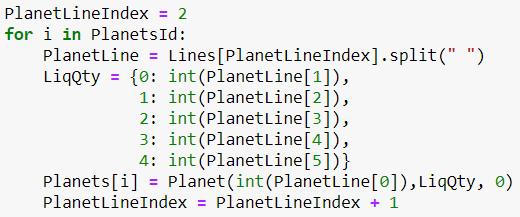 PlanetLineIndex = 2
for i in PlanetsId:
    PlanetLine = Lines[PlanetLineIndex].split(" ")
    LiqQty = {0: int(PlanetLine[1]),
              1: int(PlanetLine[2]),
              2: int(PlanetLine[3]),
              3: int(PlanetLine[4]),
              4: int(PlanetLine[5])}
    Planets[i] = Planet(int(PlanetLine[0]),LiqQty, 0)
    PlanetLineIndex = PlanetLineIndex + 1